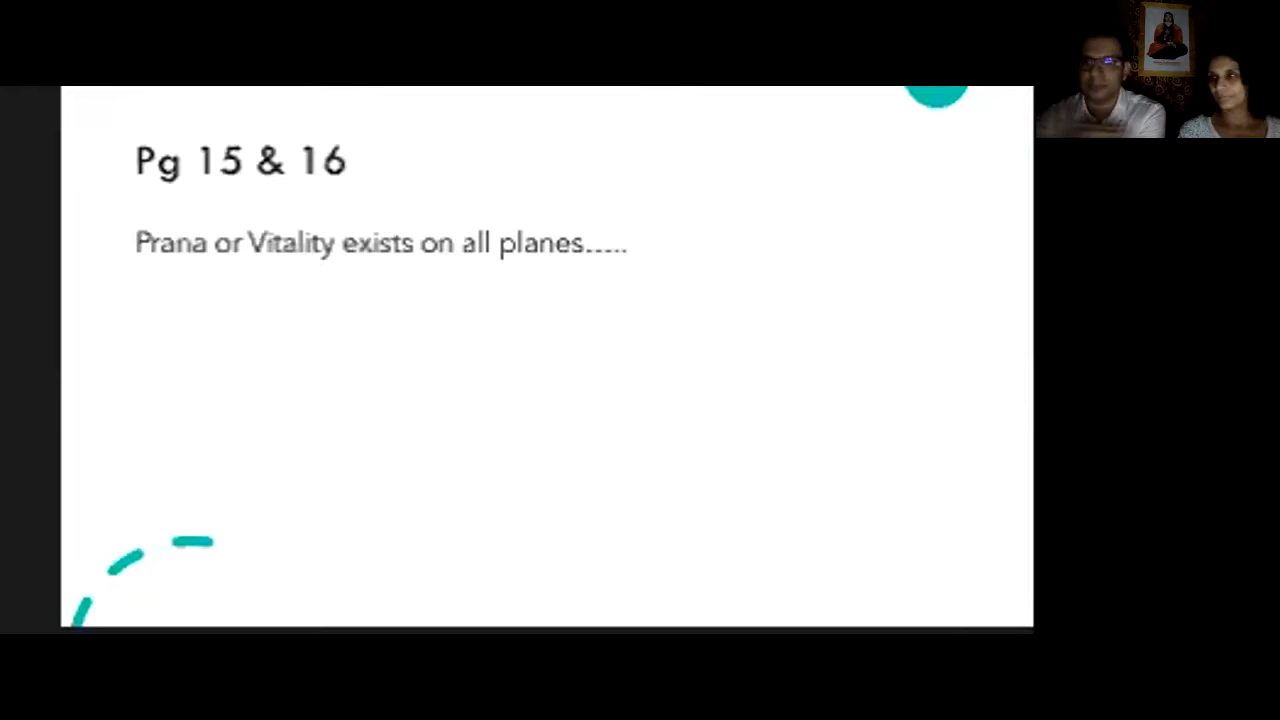 Pg 15 & 16
Prana or Vitality exists on all planes.....